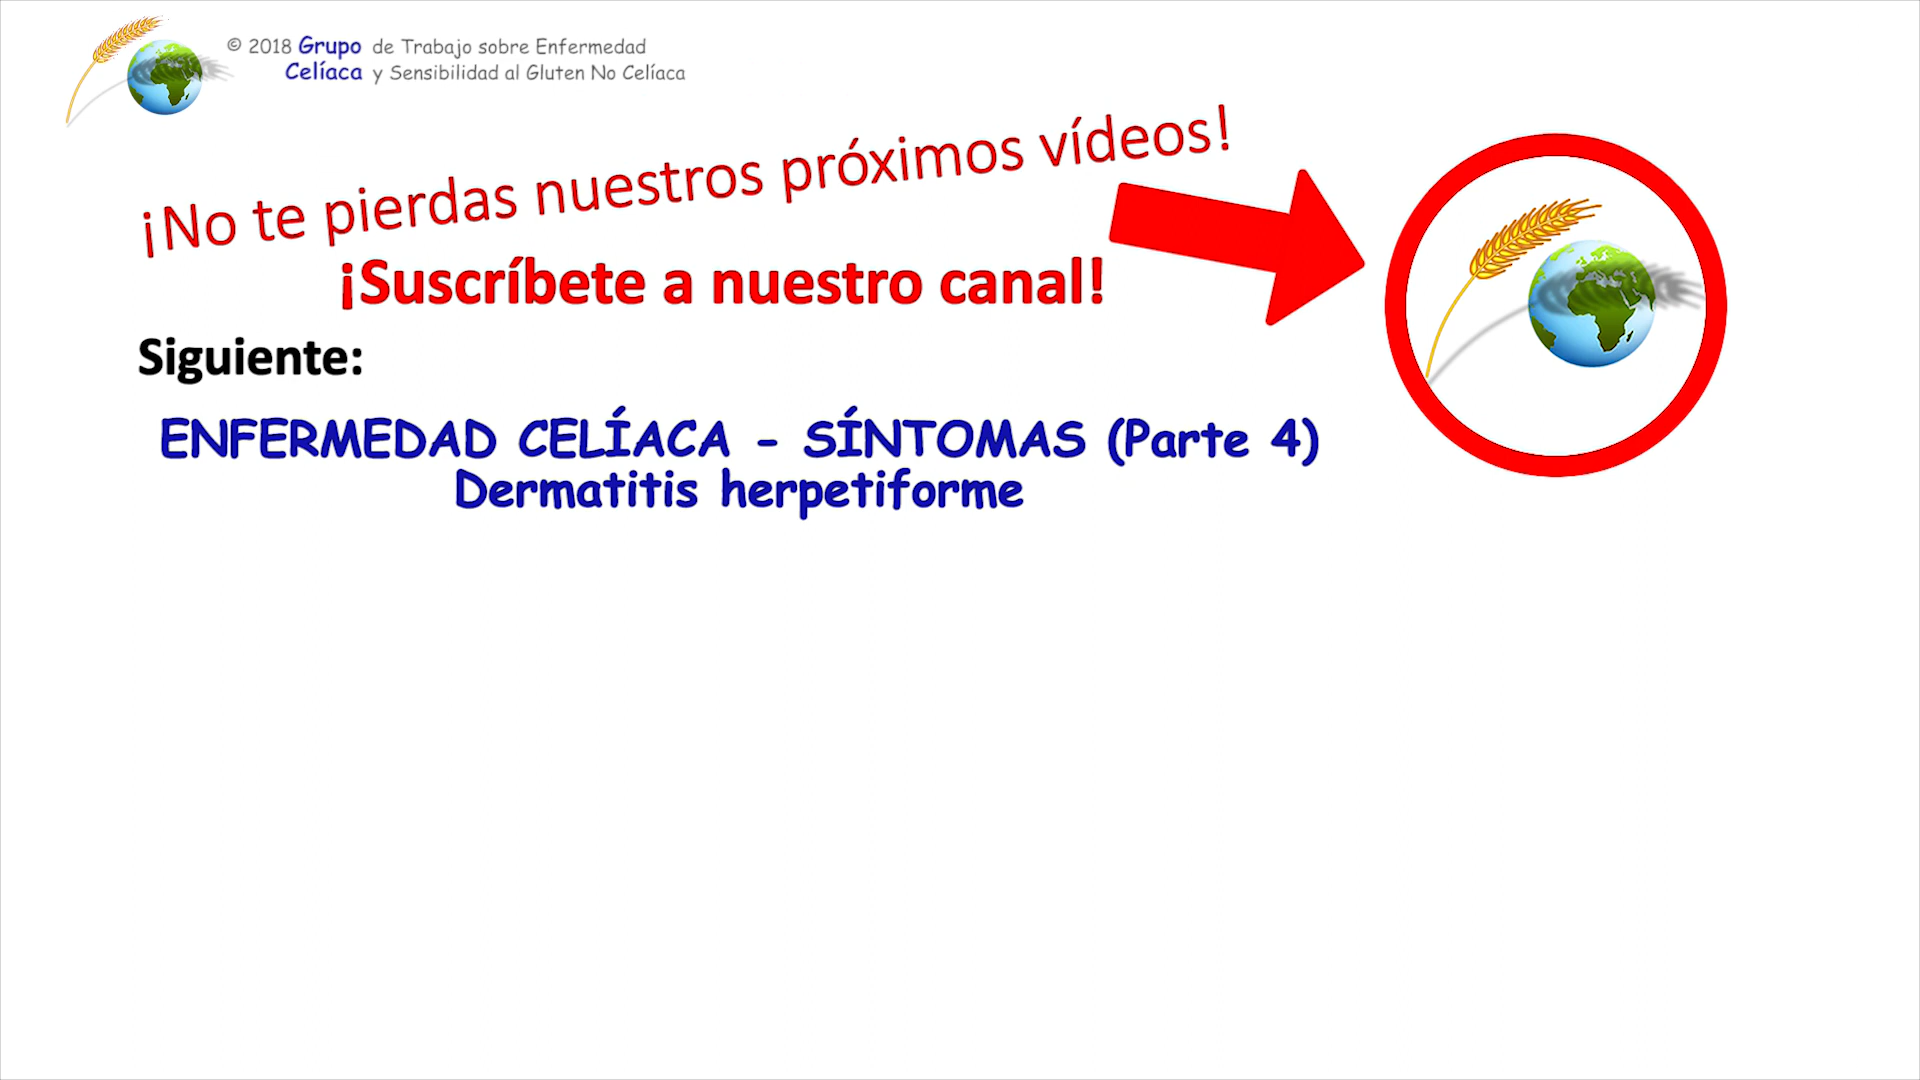 © 2018 Grupo de Trabajo sobre Enfermedad
Celíaca y Sensibilidad al Gluten No Celíaca
¡No te pierdas nuestros próximos vídeos!
¡Suscríbete a nuestro canal!
Siguiente:
ENFERMEDAD CELÍACA - SÍNTOMAS (Parte 4)
Dermatitis herpetiforme